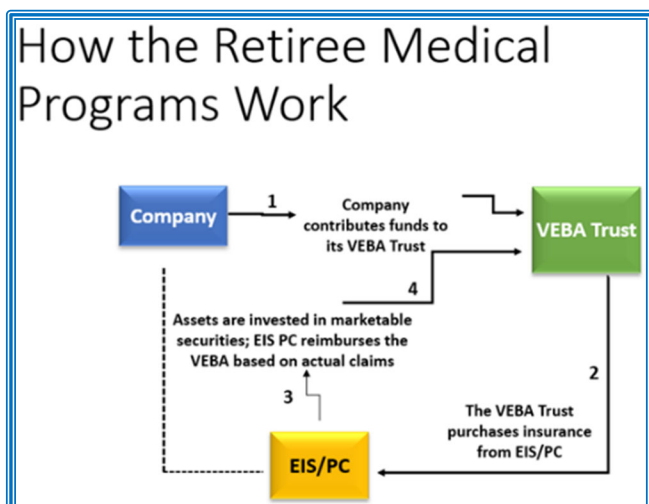 How the Retiree Medical
Programs Work
Company
1
Company
contributes funds to
its VEBA Trust
VEBA Trust
4
Assets are invested in marketable
securities; EIS PC reimburses the
VEBA based on actual claims
2
3
The VEBA Trust
purchases insurance
from EIS/PC
EIS/PC